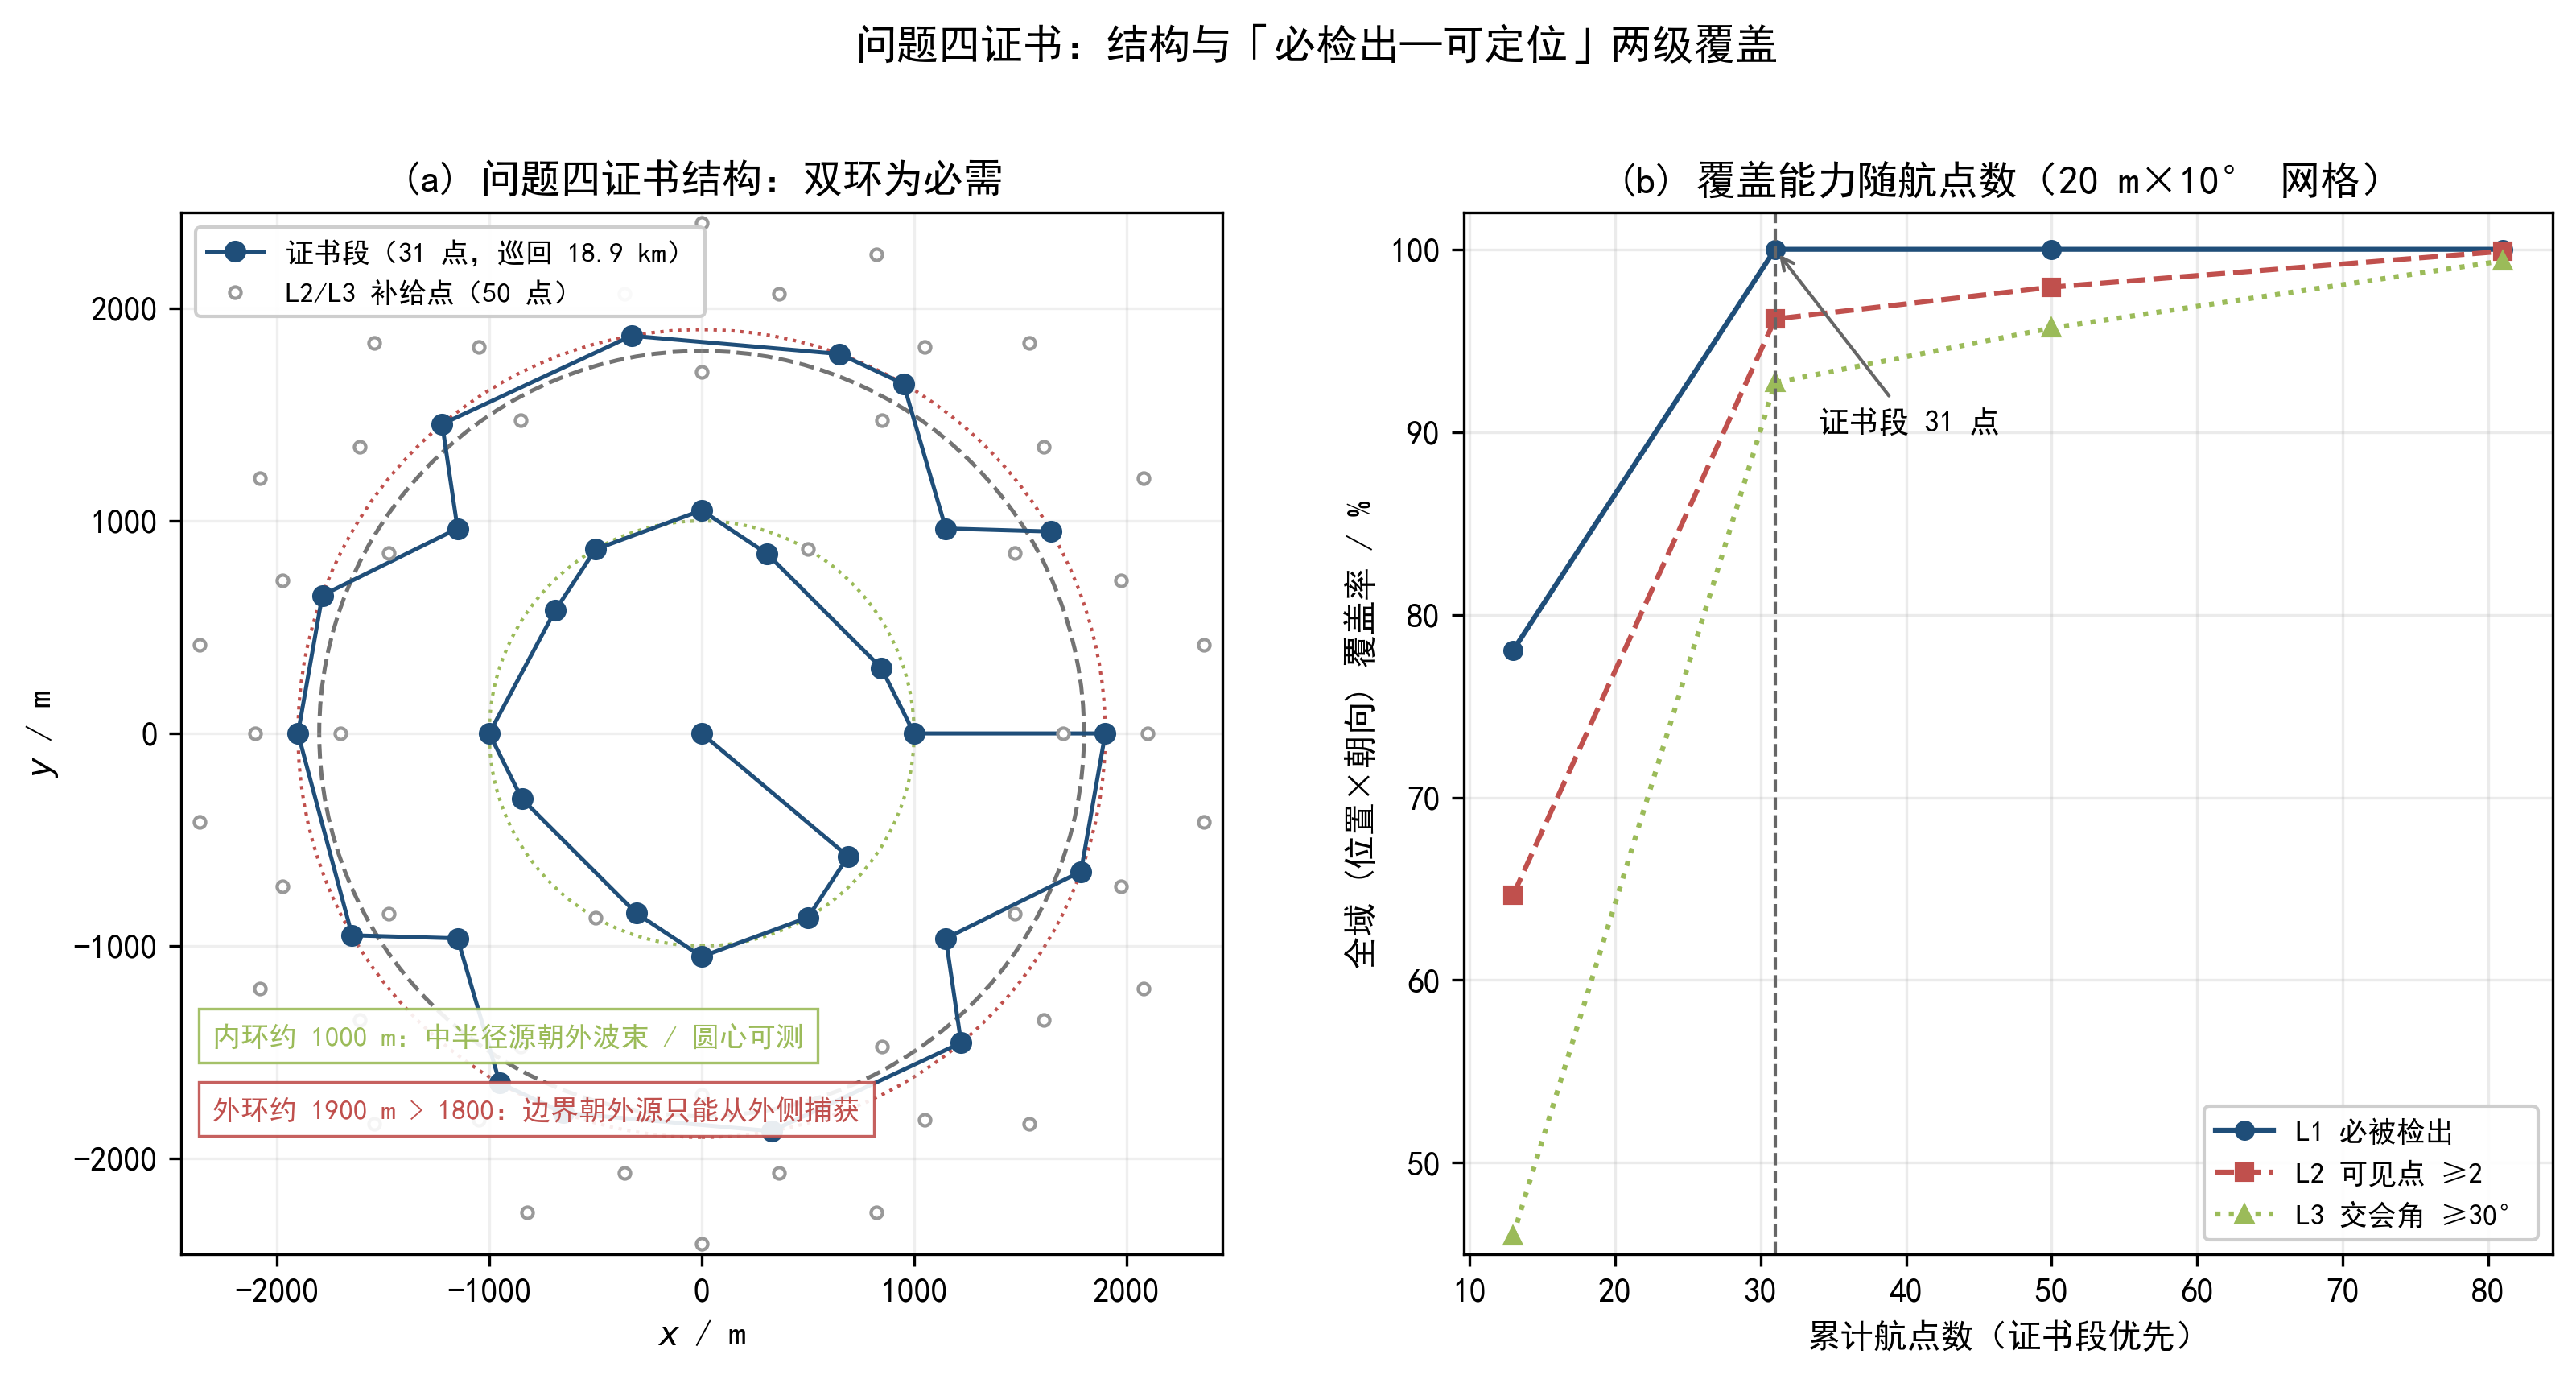 问题四证书：结构与「必检出—可定位」两级覆盖
(a) 问题四证书结构：双环为必需
证书段（31 点，巡回 18.9 km）
L2/L3 补给点（50 点）
2000
1000
0
−1000
−2000
y / m
内环约 1000 m：中半径源朝外波束 / 圆心可测
外环约 1900 m > 1800：边界朝外源只能从外侧捕获
−2000
−1000
0
1000
2000
x / m
(b) 覆盖能力随航点数（20 m×10° 网格）
100
90
80
70
60
50
全域（位置×朝向）覆盖率 / %
证书段 31 点
L1 必被检出
L2 可见点 ≥2
L3 交会角 ≥30°
10
20
30
40
50
60
70
80
累计航点数（证书段优先）